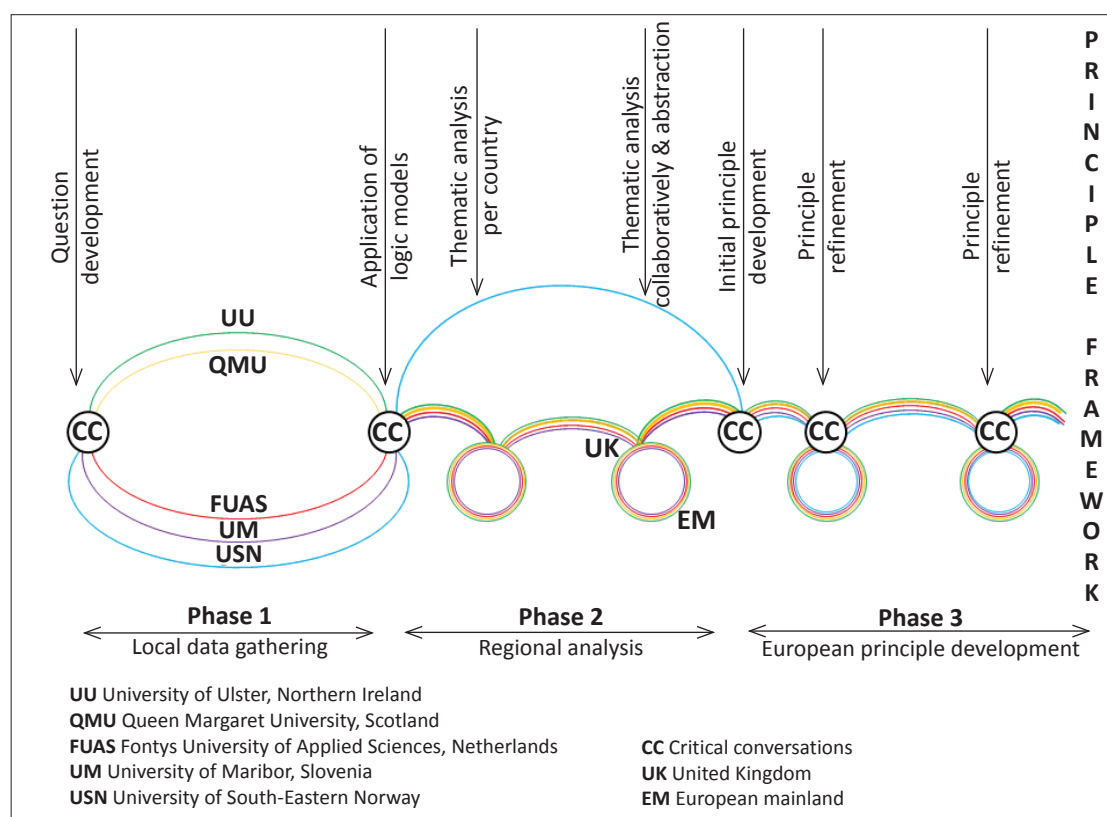 Question
development
Application of
logic models
Thematic analysis
per country
Thematic analysis
collaboratively & abstraction
Initial principle
development
Principle
refinement
Principle
refinement
PRINCIPLE FRAMEWORK
UU
QMU
CC
CC
CC
CC
CC
UK
EM
FUAS
UM
USN
Phase 1
Local data gathering
Phase 2
Regional analysis
Phase 3
European principle development
UU University of Ulster, Northern Ireland
QMU Queen Margaret University, Scotland
FUAS Fontys University of Applied Sciences, Netherlands
UM University of Maribor, Slovenia
USN University of South-Eastern Norway
CC Critical conversations
UK United Kingdom
EM European mainland